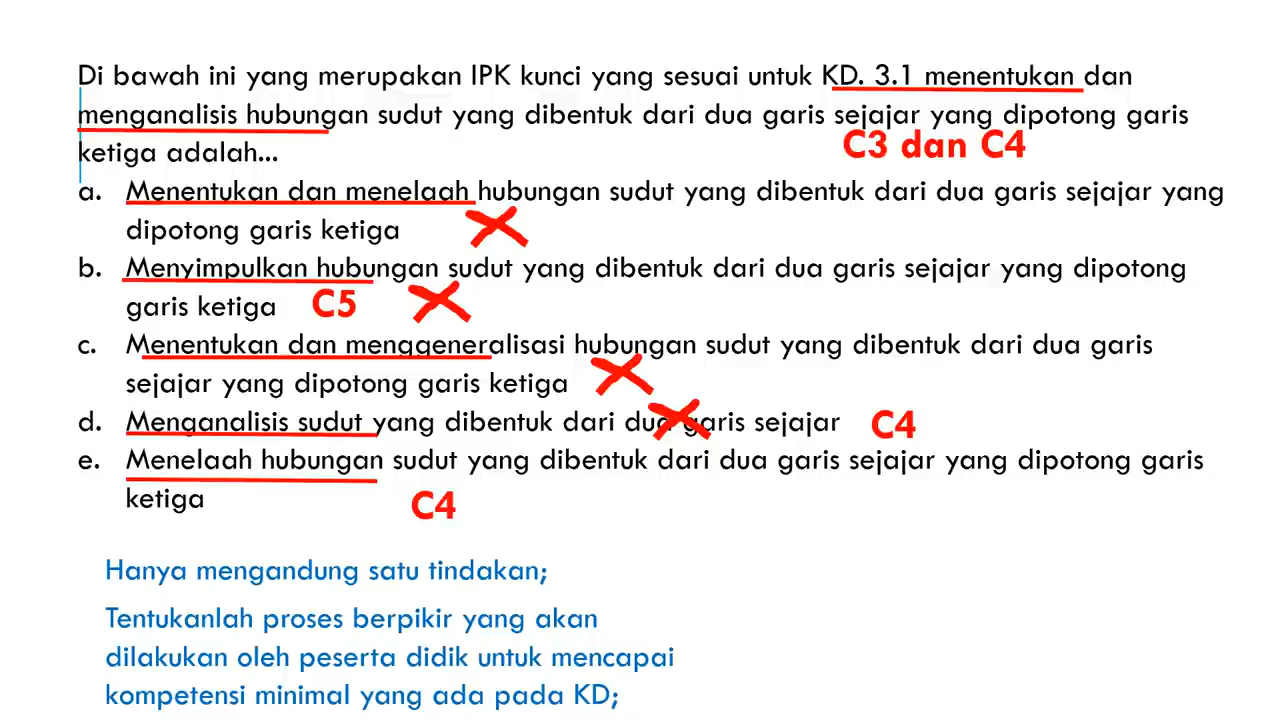 Di bawah ini yang merupakan IPK kunci yang sesuai untuk KD. 3.1 menentukan dan
menganalisis hubungan sudut yang dibentuk dari dua garis sejajar yang dipotong garis
ketiga adalah...
C3 dan C4
a. Menentukan dan menelaah hubungan sudut yang dibentuk dari dua garis sejajar yang
dipotong garis ketiga
b. Menyimpulkan hubungan sudut yang dibentuk dari dua garis sejajar yang dipotong
garis ketiga C5
c. Menentukan dan menggeneralisasi hubungan sudut yang dibentuk dari dua garis
sejajar yang dipotong garis ketiga
d. Menganalisis sudut yang dibentuk dari dua garis sejajar C4
e. Menelaah hubungan sudut yang dibentuk dari dua garis sejajar yang dipotong garis
ketiga C4
Hanya mengandung satu tindakan;
Tentukanlah proses berpikir yang akan
dilakukan oleh peserta didik untuk mencapai
kompetensi minimal yang ada pada KD;